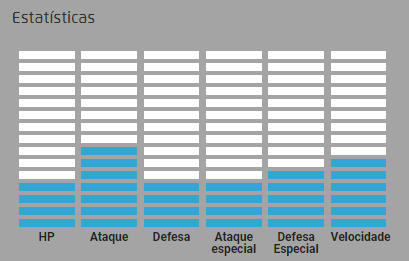 Estatísticas
HP
Ataque
Defesa
Ataque
especial
Defesa
Especial
Velocidade